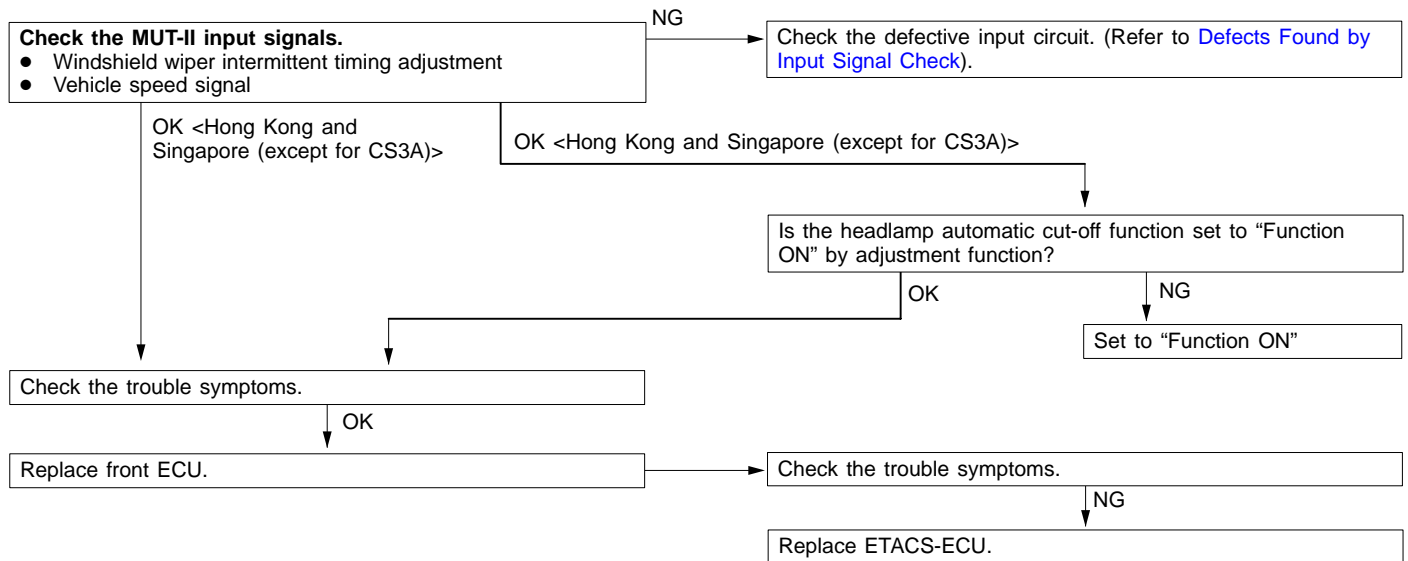 NG
Check the MUT-II input signals.
● Windshield wiper intermittent timing adjustment
● Vehicle speed signal
Check the defective input circuit. (Refer to Defects Found by
Input Signal Check).
OK <Hong Kong and
Singapore (except for CS3A)>
OK <Hong Kong and Singapore (except for CS3A)>
Is the headlamp automatic cut-off function set to “Function
ON” by adjustment function?
OK
NG
Set to “Function ON”
Check the trouble symptoms.
OK
Replace front ECU.
Check the trouble symptoms.
NG
Replace ETACS-ECU.